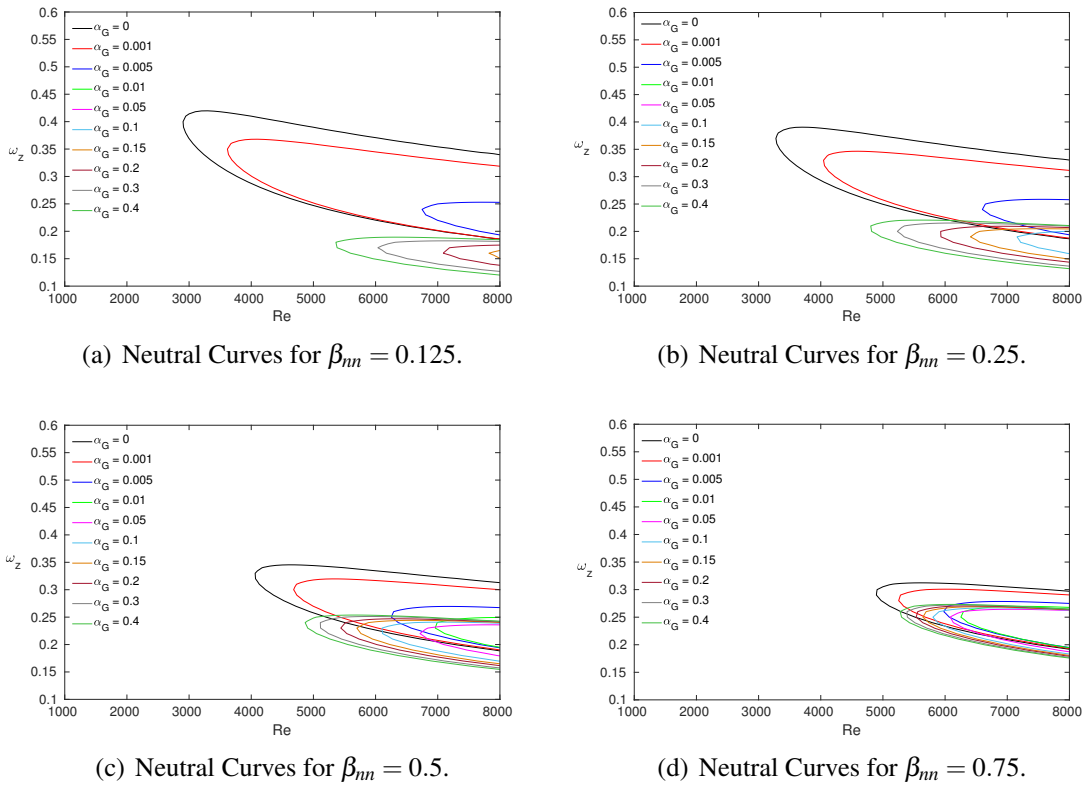 0.6
0.5
0.4
0.3
0.2
0.1
ω_z
α_G = 0
α_G = 0.001
α_G = 0.005
α_G = 0.01
α_G = 0.05
α_G = 0.1
α_G = 0.15
α_G = 0.2
α_G = 0.3
α_G = 0.4
0.55
0.45
0.35
0.25
0.15
1000 2000 3000 4000 5000 6000 7000 8000
Re
(a) Neutral Curves for β_nn = 0.125.
0.6
0.55
0.5
0.45
0.4
0.35
0.3
0.25
0.2
0.15
0.1
ω_z
α_G = 0
α_G = 0.001
α_G = 0.005
α_G = 0.01
α_G = 0.05
α_G = 0.1
α_G = 0.15
α_G = 0.2
α_G = 0.3
α_G = 0.4
1000 2000 3000 4000 5000 6000 7000 8000
Re
(b) Neutral Curves for β_nn = 0.25.
0.6
0.55
0.5
0.45
0.4
0.35
0.3
0.25
0.2
0.15
0.1
ω_z
α_G = 0
α_G = 0.001
α_G = 0.005
α_G = 0.01
α_G = 0.05
α_G = 0.1
α_G = 0.15
α_G = 0.2
α_G = 0.3
α_G = 0.4
1000 2000 3000 4000 5000 6000 7000 8000
Re
(c) Neutral Curves for β_nn = 0.5.
0.6
0.55
0.5
0.45
0.4
0.35
0.3
0.25
0.2
0.15
0.1
ω_z
α_G = 0
α_G = 0.001
α_G = 0.005
α_G = 0.01
α_G = 0.05
α_G = 0.1
α_G = 0.15
α_G = 0.2
α_G = 0.3
α_G = 0.4
1000 2000 3000 4000 5000 6000 7000 8000
Re
(d) Neutral Curves for β_nn = 0.75.